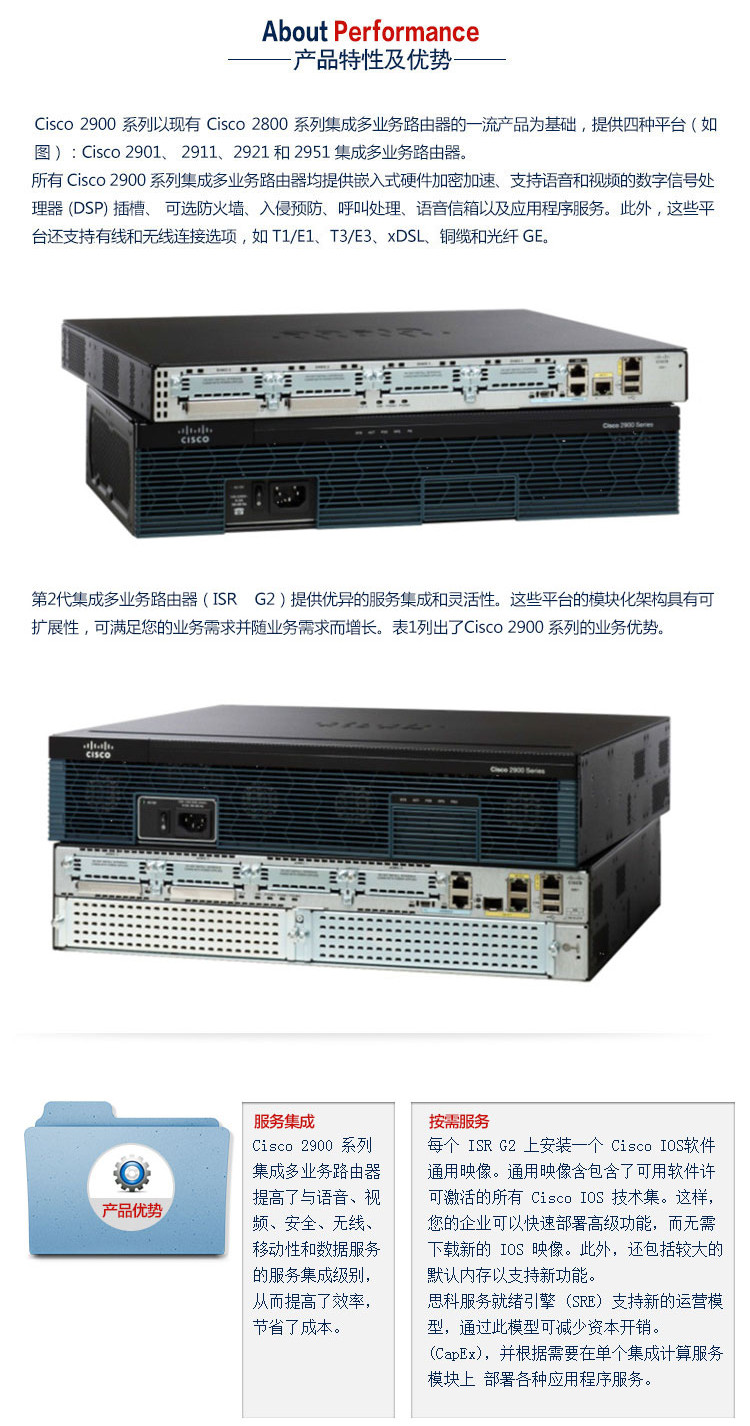 About Performance
产品特性及优势
Cisco 2900 系列以现有 Cisco 2800 系列集成多业务路由器的一流产品为基础，提供四种平台（如
图）：Cisco 2901、 2911、2921 和 2951 集成多业务路由器。
所有 Cisco 2900 系列集成多业务路由器均提供嵌入式硬件加密加速、支持语音和视频的数字信号处
理器 (DSP) 插槽、 可选防火墙、入侵预防、呼叫处理、语音信箱以及应用程序服务。此外，这些平
台还支持有线和无线连接选项，如 T1/E1、T3/E3、xDSL、铜缆和光纤 GE。
CISCO
Cisco 2900 Series
第2代集成多业务路由器（ISR G2）提供优异的服务集成和灵活性。这些平台的模块化架构具有可
扩展性，可满足您的业务需求并随业务需求而增长。表1列出了Cisco 2900 系列的业务优势。
CISCO
Cisco 2900 Series
产品优势
服务集成
Cisco 2900 系列
集成多业务路由器
提高了与语音、视
频、安全、无线、
移动性和数据服务
的服务集成级别，
从而提高了效率，
节省了成本。
按需服务
每个 ISR G2 上安装一个 Cisco IOS软件
通用映像。通用映像含包含了可用软件许
可激活的所有 Cisco IOS 技术集。这样，
您的企业可以快速部署高级功能，而无需
下载新的 IOS 映像。此外，还包括较大的
默认内存以支持新功能。
思科服务就绪引擎 (SRE) 支持新的运营模
型，通过此模型可减少资本开销。
(CapEx)，并根据需要在单个集成计算服务
模块上 部署各种应用程序服务。